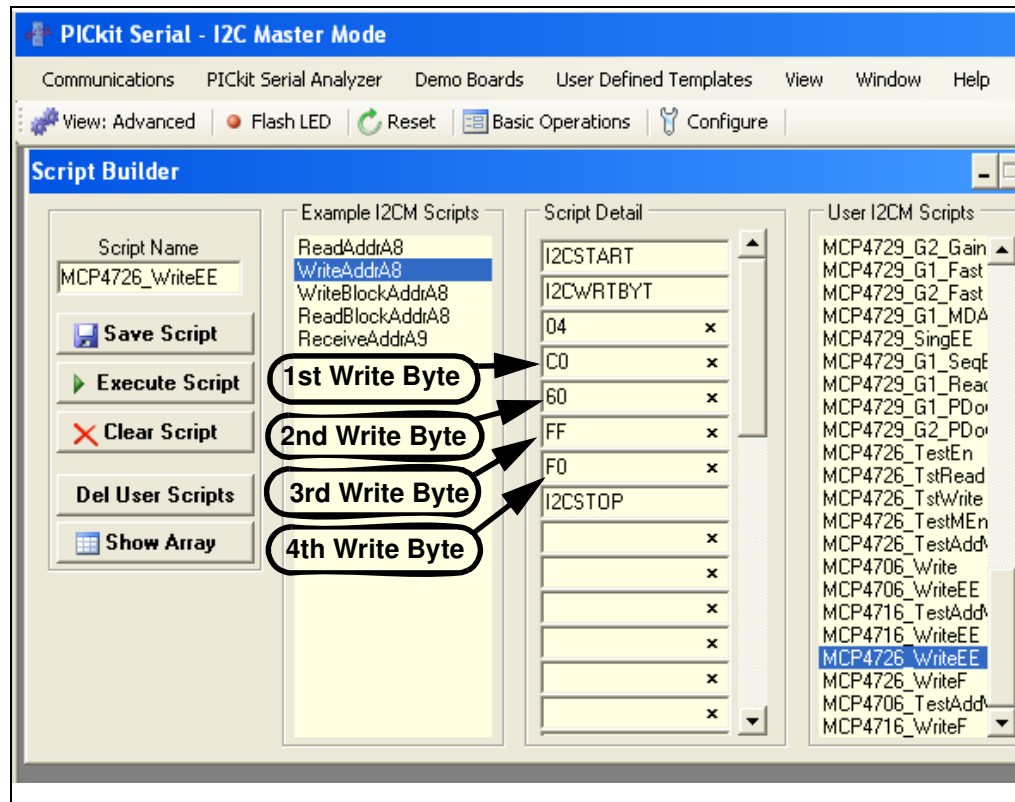 PICkit Serial - I2C Master Mode
Communications PICkit Serial Analyzer Demo Boards User Defined Templates View Window Help
View: Advanced Flash LED Reset Basic Operations Configure
Script Builder
Script Name
MCP4726_WriteEE
Save Script
Execute Script
Clear Script
Del User Scripts
Show Array
Example I2CM Scripts
ReadAddrA8
WriteAddrA8
WriteBlockAddrA8
ReadBlockAddrA8
ReceiveAddrA9
1st Write Byte
2nd Write Byte
3rd Write Byte
4th Write Byte
Script Detail
I2CSTART
I2CWRTBYT
04 x
C0 x
60 x
FF x
F0 x
I2CSTOP
x
x
x
x
x
x
User I2CM Scripts
MCP4729_G2_Gain
MCP4729_G1_Fast
MCP4729_G2_Fast
MCP4729_G1_MDA
MCP4729_SingEE
MCP4729_G1_SeqE
MCP4729_G1_Read
MCP4729_G1_PDo
MCP4729_G2_PDo
MCP4726_TestEn
MCP4726_TstRead
MCP4726_TstWrite
MCP4726_TestMEn
MCP4726_TestAdd
MCP4706_Write
MCP4706_WriteEE
MCP4716_TestAdd
MCP4716_WriteEE
MCP4726_WriteEE
MCP4726_WriteF
MCP4706_TestAdd
MCP4716_WriteF